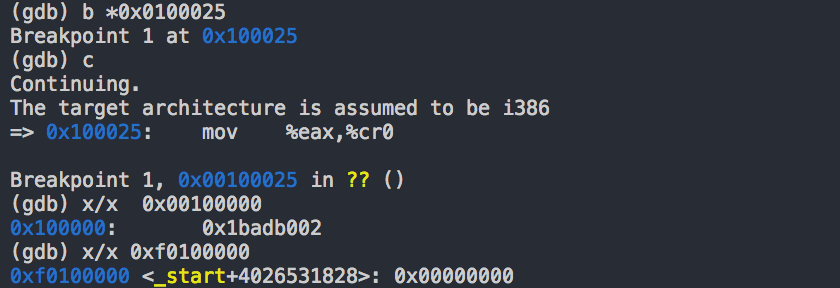 (gdb) b *0x0100025
Breakpoint 1 at 0x100025
(gdb) c
Continuing.
The target architecture is assumed to be i386
=> 0x100025:    mov    %eax,%cr0
Breakpoint 1, 0x00100025 in ?? ()
(gdb) x/x  0x00100000
0x100000:       0x1badb002
(gdb) x/x 0xf0100000
0xf0100000 <_start+4026531828>: 0x00000000